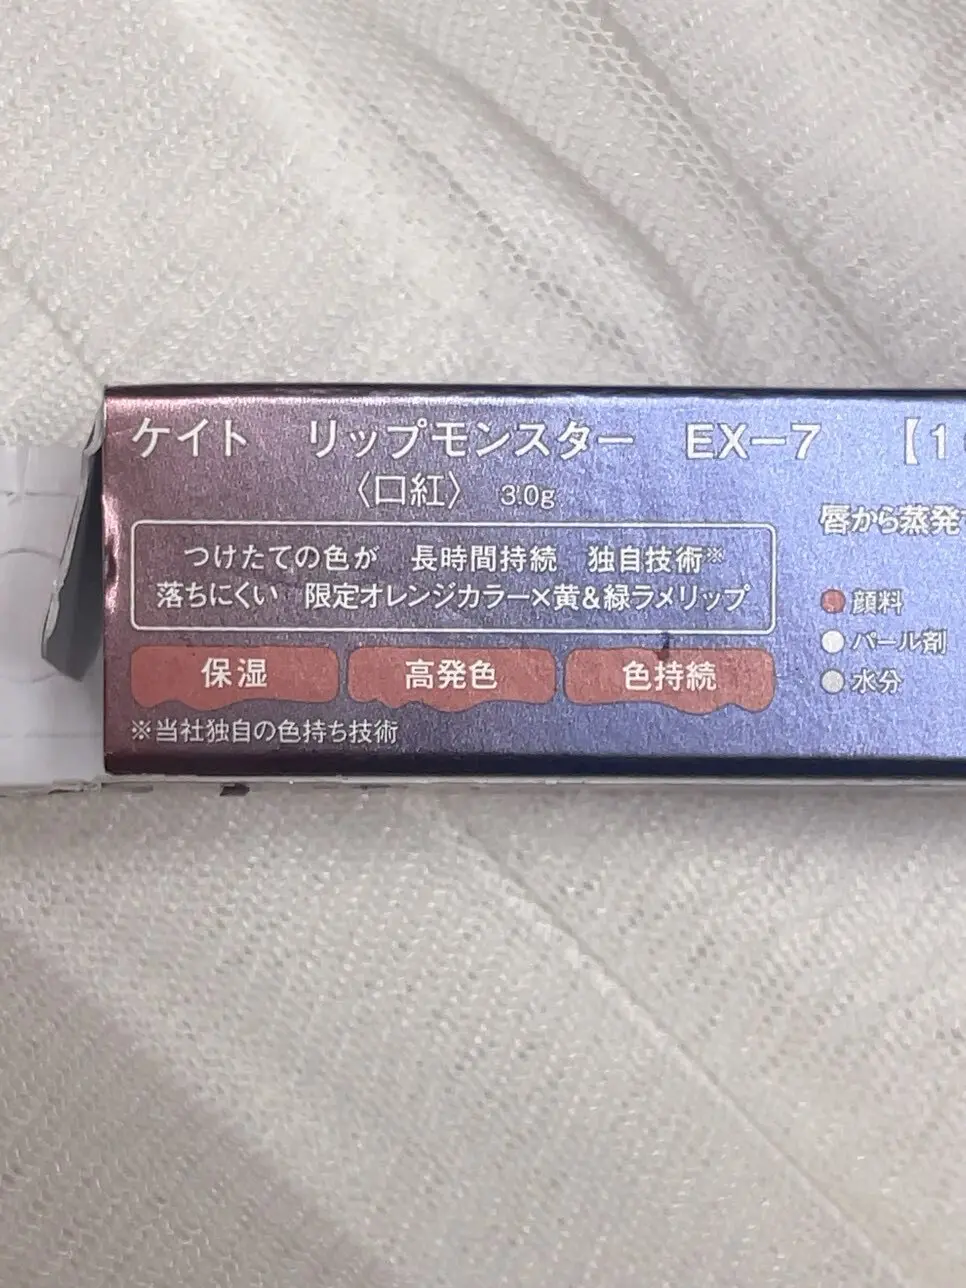 ケイト　リップモンスター　EX－7　【1
〈口紅〉 3.0g
つけたての色が　長時間持続　独自技術※
落ちにくい　限定オレンジカラー×黄&緑ラメリップ
保湿
高発色
色持続
※当社独自の色持ち技術
唇から蒸発
顔料
パール剤
水分